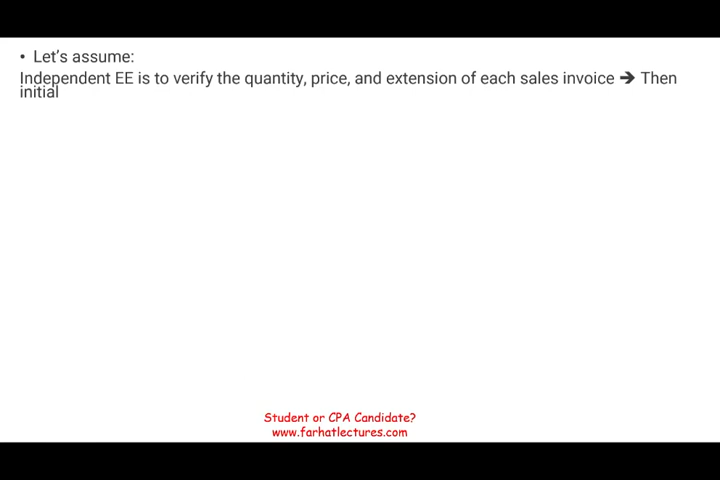 • Let's assume:
Independent EE is to verify the quantity, price, and extension of each sales invoice ➔ Then
initial
Student or CPA Candidate?
www.farhatlectures.com